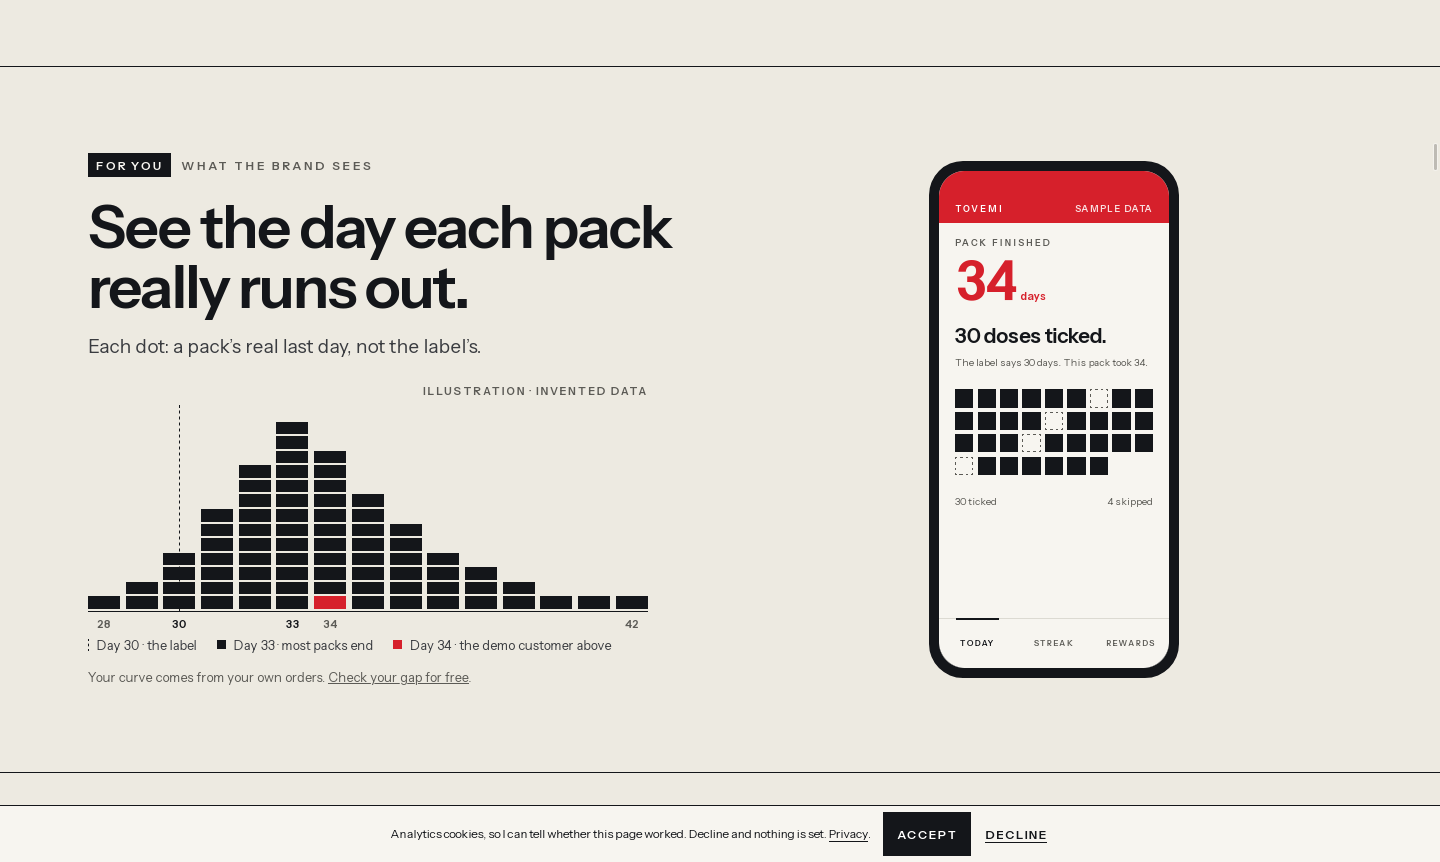 FOR YOU WHAT THE BRAND SEES
See the day each pack
really runs out.
Each dot: a pack's real last day, not the label's.
ILLUSTRATION · INVENTED DATA
28 30 33 34 42
Day 30 · the label Day 33 · most packs end Day 34 · the demo customer above
Your curve comes from your own orders. Check your gap for free.
TOVEMI SAMPLE DATA
PACK FINISHED
34 days
30 doses ticked.
The label says 30 days. This pack took 34.
30 ticked 4 skipped
TODAY STREAK REWARDS
Analytics cookies, so I can tell whether this page worked. Decline and nothing is set. Privacy. ACCEPT DECLINE